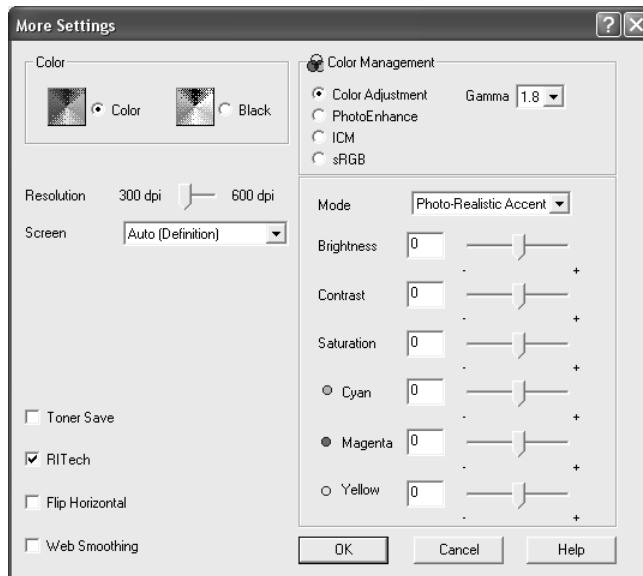 More Settings
Color
Color
Black
Resolution 300 dpi 600 dpi
Screen Auto (Definition)
Toner Save
RITech
Flip Horizontal
Web Smoothing
Color Management
Color Adjustment Gamma 1.8
PhotoEnhance
ICM
sRGB
Mode Photo-Realistic Accent
Brightness 0
- +
Contrast 0
- +
Saturation 0
- +
Cyan 0
- +
Magenta 0
- +
Yellow 0
- +
OK Cancel Help